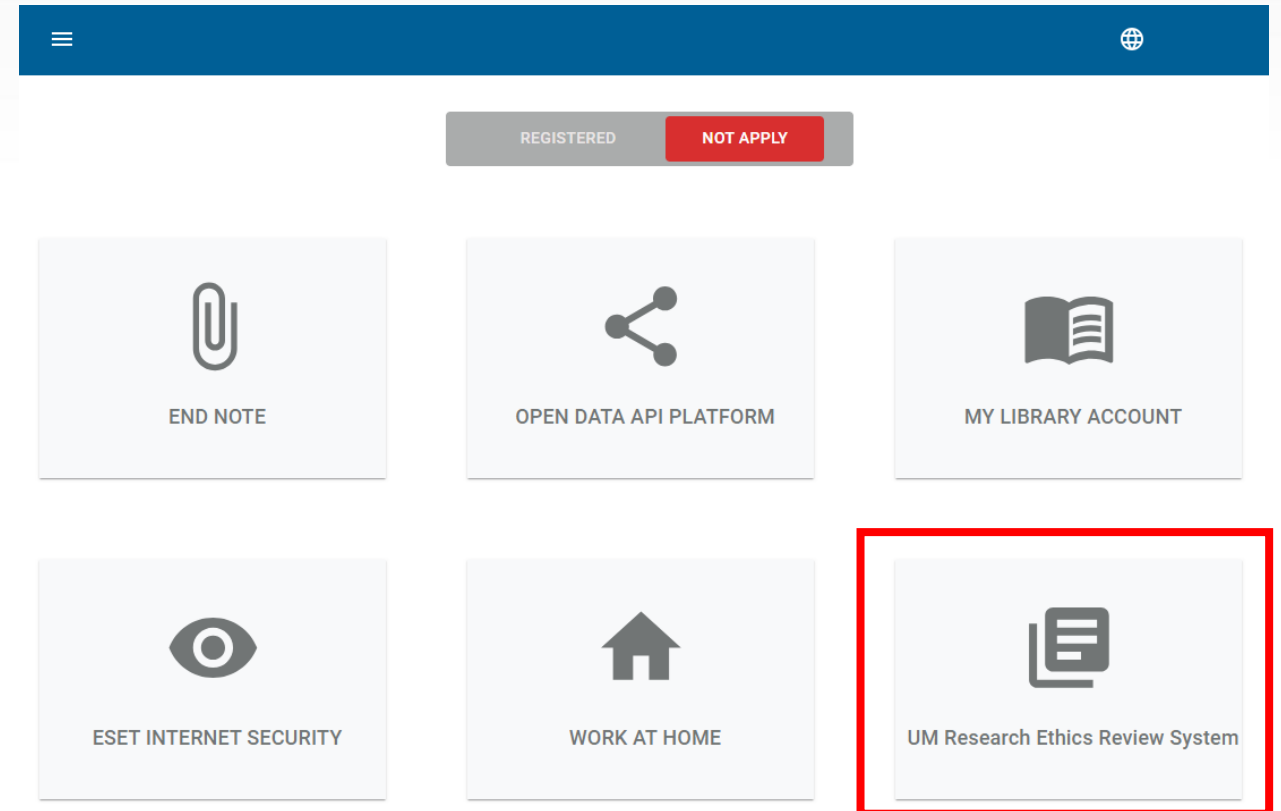 REGISTERED NOT APPLY
END NOTE OPEN DATA API PLATFORM MY LIBRARY ACCOUNT
ESET INTERNET SECURITY WORK AT HOME UM Research Ethics Review System